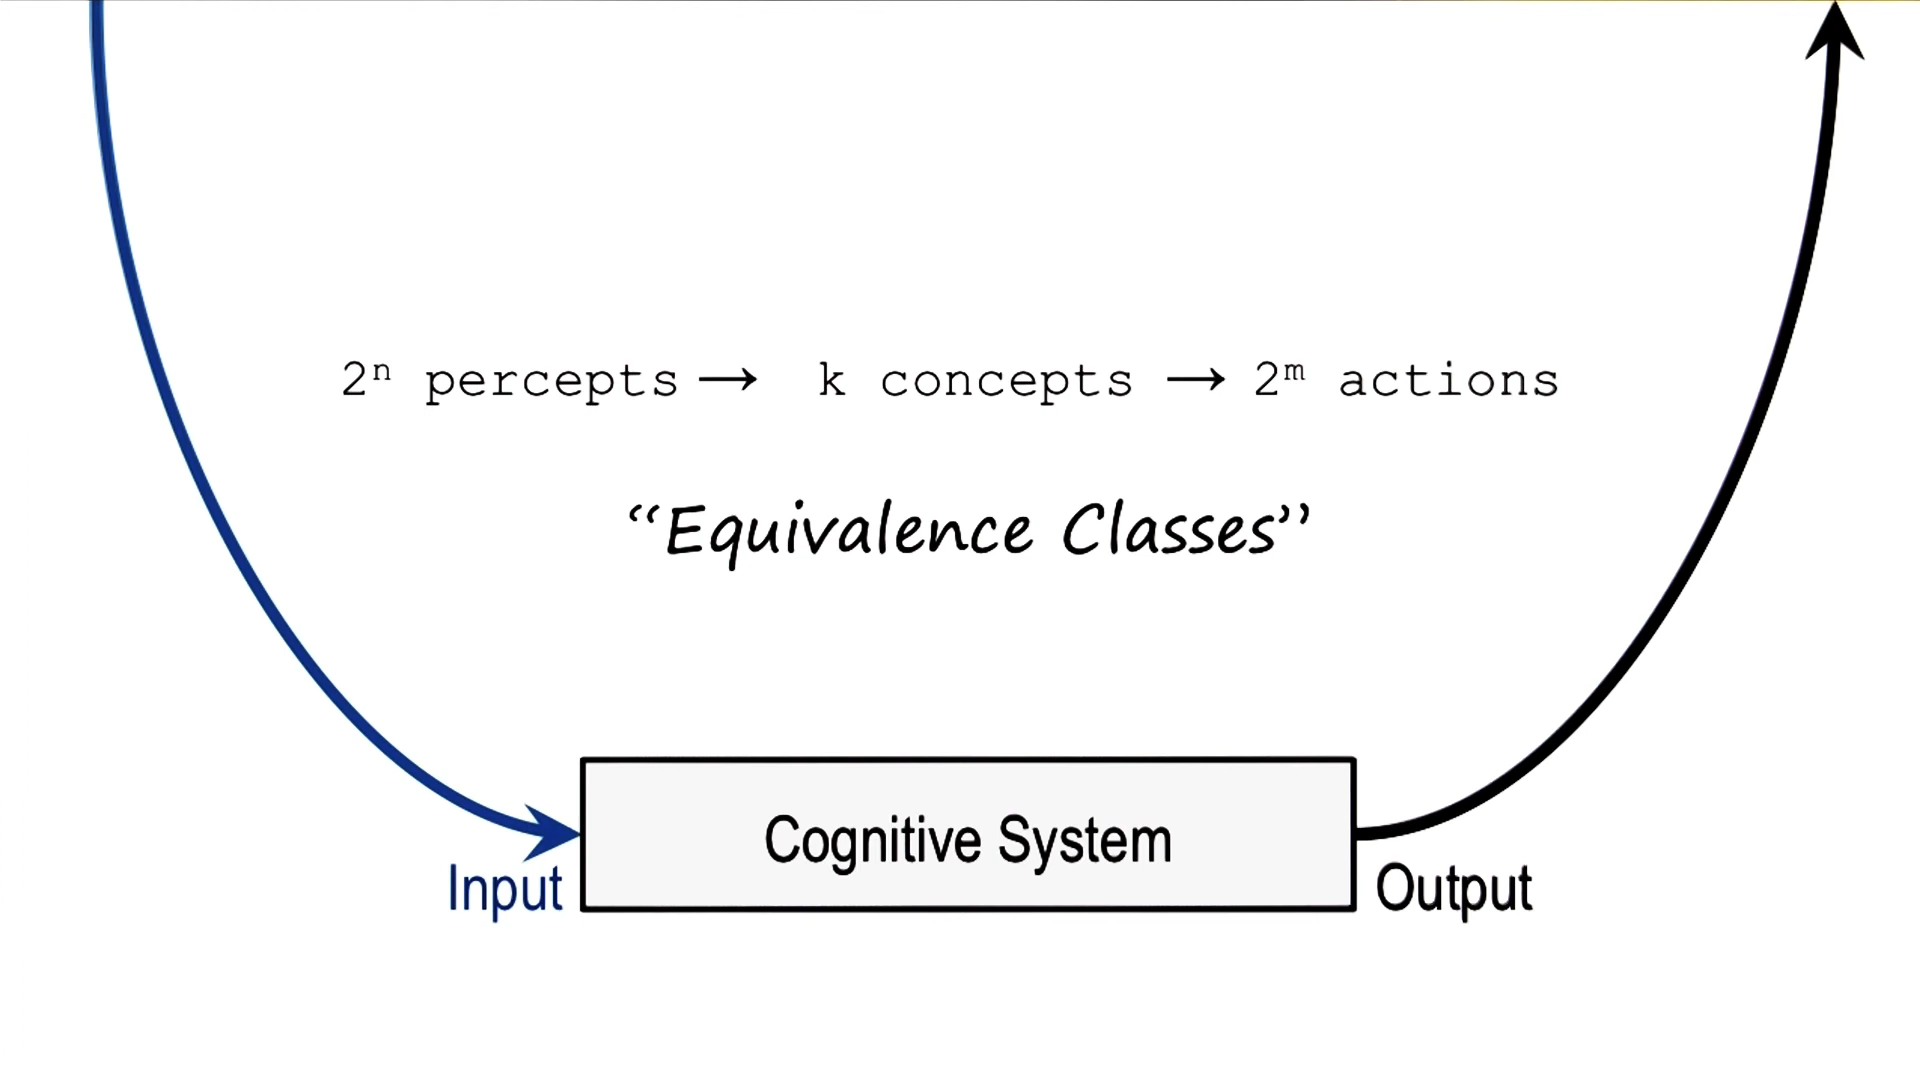 2ⁿ percepts → k concepts → 2ᵐ actions
“Equivalence Classes”
Cognitive System
Input
Output